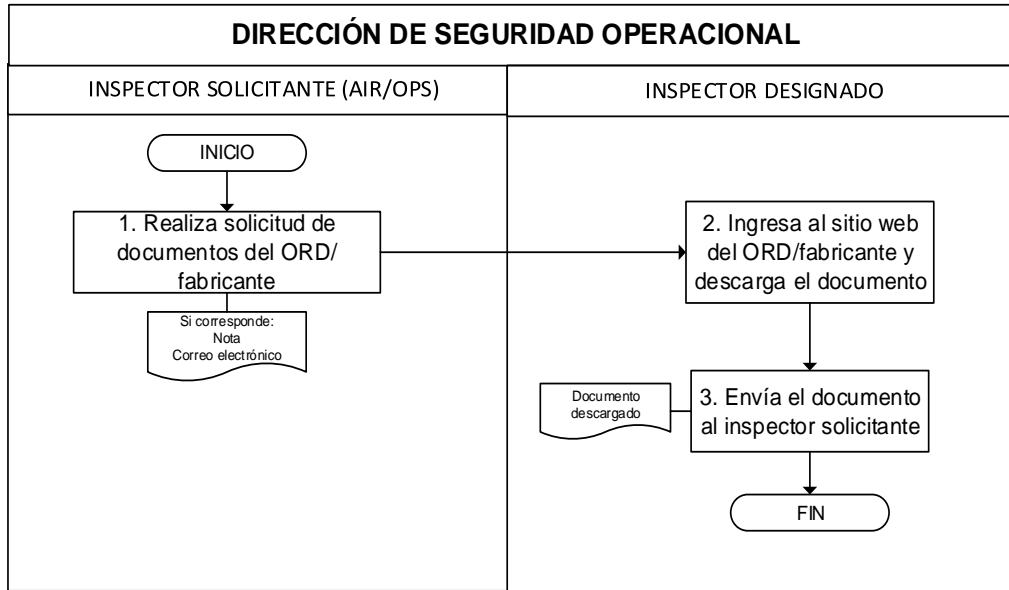 DIRECCIÓN DE SEGURIDAD OPERACIONAL
INSPECTOR SOLICITANTE (AIR/OPS)
INSPECTOR DESIGNADO
INICIO
1. Realiza solicitud de
documentos del ORD/
fabricante
Si corresponde:
Nota
Correo electrónico
2. Ingresa al sitio web
del ORD/fabricante y
descarga el documento
Documento
descargado
3. Envía el documento
al inspector solicitante
FIN